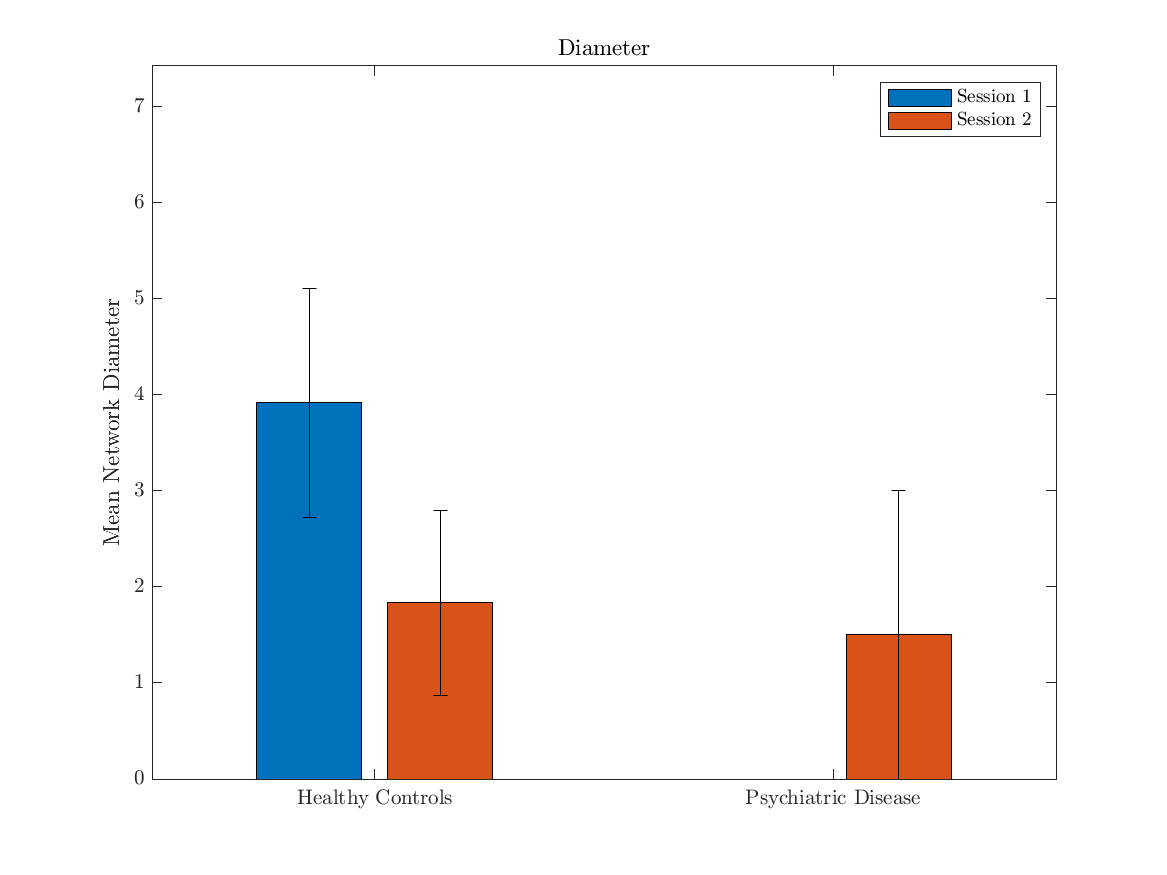 Diameter
Session 1
Session 2
Mean Network Diameter
7
6
5
4
3
2
1
0
Healthy Controls
Psychiatric Disease